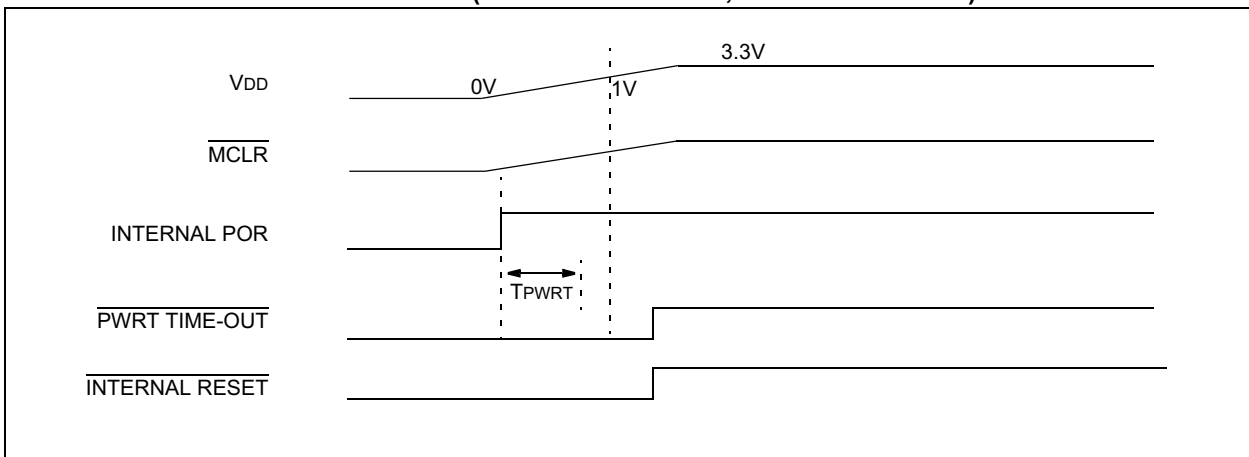 3.3V
VDD
0V
1V
MCLR
INTERNAL POR
TPWRT
PWRT TIME-OUT
INTERNAL RESET